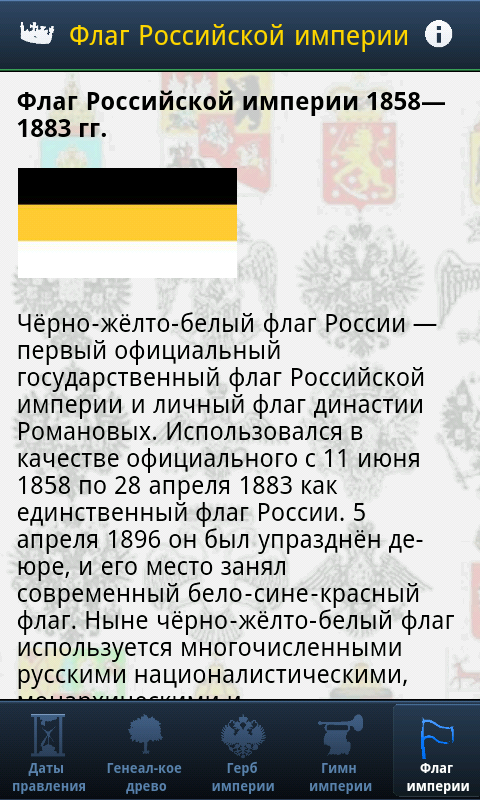 Флаг Российской империи
Флаг Российской империи 1858—
1883 гг.
Чёрно-жёлто-белый флаг России —
первый официальный
государственный флаг Российской
империи и личный флаг династии
Романовых. Использовался в
качестве официального с 11 июня
1858 по 28 апреля 1883 как
единственный флаг России. 5
апреля 1896 он был упразднён де-
юре, и его место занял
современный бело-сине-красный
флаг. Ныне чёрно-жёлто-белый флаг
используется многочисленными
русскими националистическими,
монархическими и
Даты
правления
Генеал-кое
древо
Герб
империи
Гимн
империи
Флаг
империи